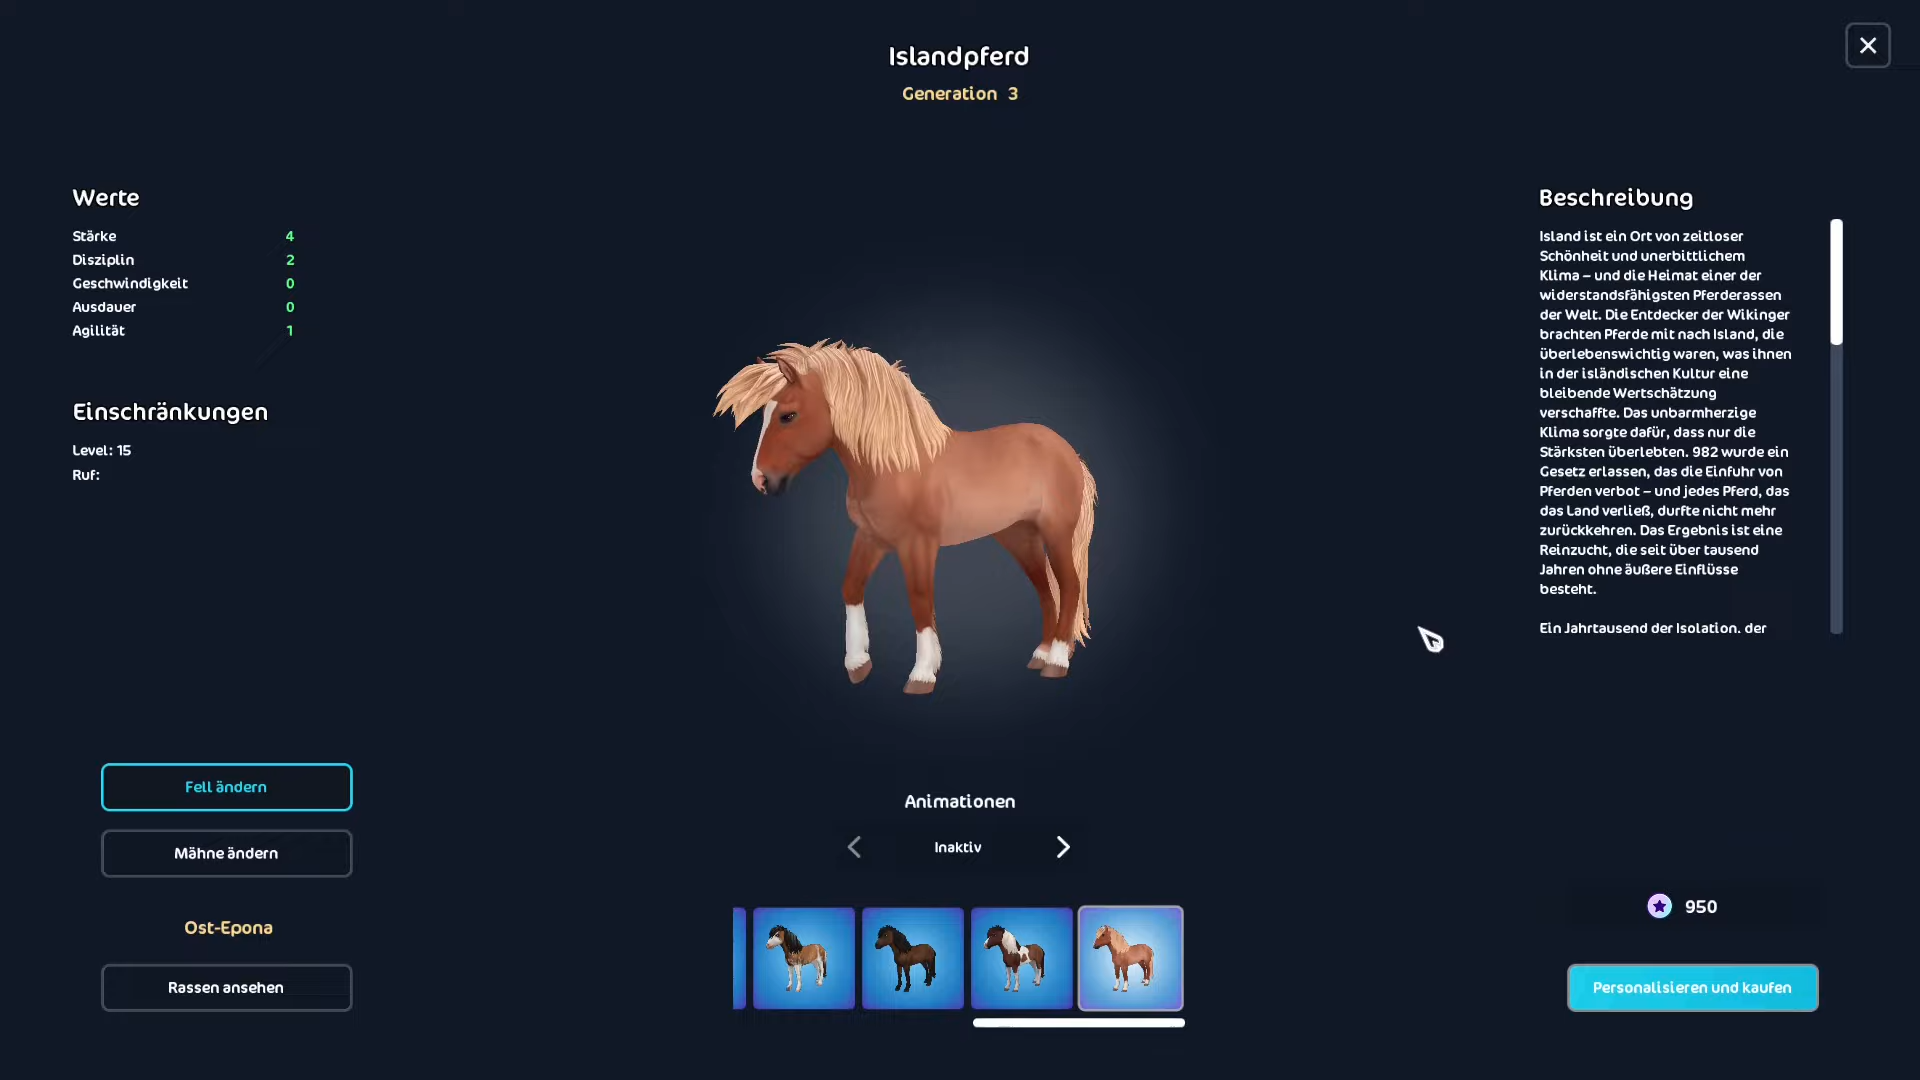 Islandpferd
Generation 3
Werte
Stärke 4
Disziplin 2
Geschwindigkeit 0
Ausdauer 0
Agilität 1
Einschränkungen
Level: 15
Ruf:
Beschreibung
Island ist ein Ort von zeitloser
Schönheit und unerbittlichem
Klima – und die Heimat einer der
widerstandsfähigsten Pferderassen
der Welt. Die Entdecker der Wikinger
brachten Pferde mit nach Island, die
überlebenswichtig waren, was ihnen
in der isländischen Kultur eine
bleibende Wertschätzung
verschaffte. Das unbarmherzige
Klima sorgte dafür, dass nur die
Stärksten überlebten. 982 wurde ein
Gesetz erlassen, das die Einfuhr von
Pferden verbot – und jedes Pferd, das
das Land verließ, durfte nicht mehr
zurückkehren. Das Ergebnis ist eine
Reinzucht, die seit über tausend
Jahren ohne äußere Einflüsse
besteht.
Ein Jahrtausend der Isolation, der
Fell ändern
Mähne ändern
Ost-Epona
Rassen ansehen
Animationen
Inaktiv
950
Personalisieren und kaufen